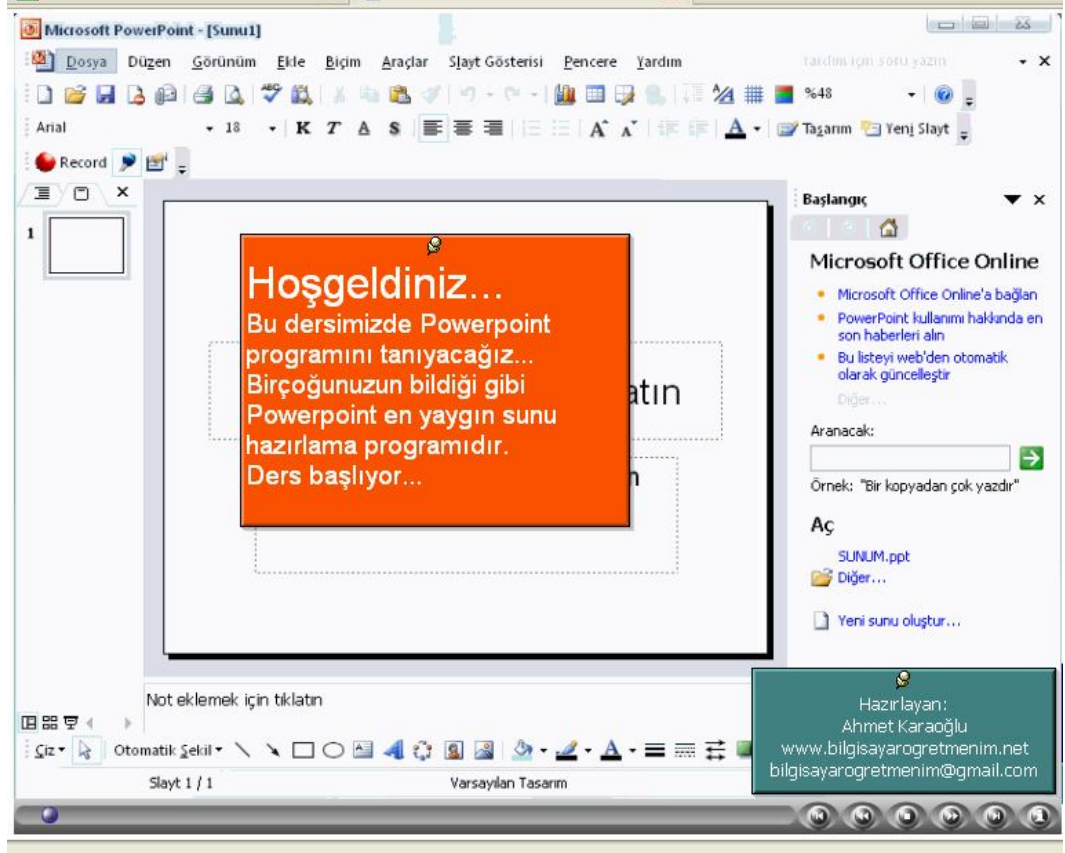 Microsoft PowerPoint - [Sunu1]
Dosya Düzen Görünüm Ekle Biçim Araçlar Slayt Gösterisi Pencere Yardım Yardım için soru yazın
%48
Arial 18 K T A S A A A Tasarım Yeni Slayt
Record
Başlangıç
1
Microsoft Office Online
Microsoft Office Online'a bağlan
PowerPoint kullanımı hakkında en
son haberleri alın
Bu listeyi web'den otomatik
olarak güncelleştir
Diğer...
Aranacak:
Örnek: "Bir kopyadan çok yazdır"
Aç
SUNUM.ppt
Diğer...
Yeni sunu oluştur...
Hoşgeldiniz...
Bu dersimizde Powerpoint
programını tanıyacağız...
Birçoğunuzun bildiği gibi
Powerpoint en yaygın sunu
hazırlama programıdır.
Ders başlıyor...
atın
n
Not eklemek için tıklatın
Hazırlayan:
Ahmet Karaoğlu
www.bilgisayarogretmenim.net
bilgisayarogretmenim@gmail.com
Çiz Otomatik Şekil
Slayt 1 / 1 Varsayılan Tasarım